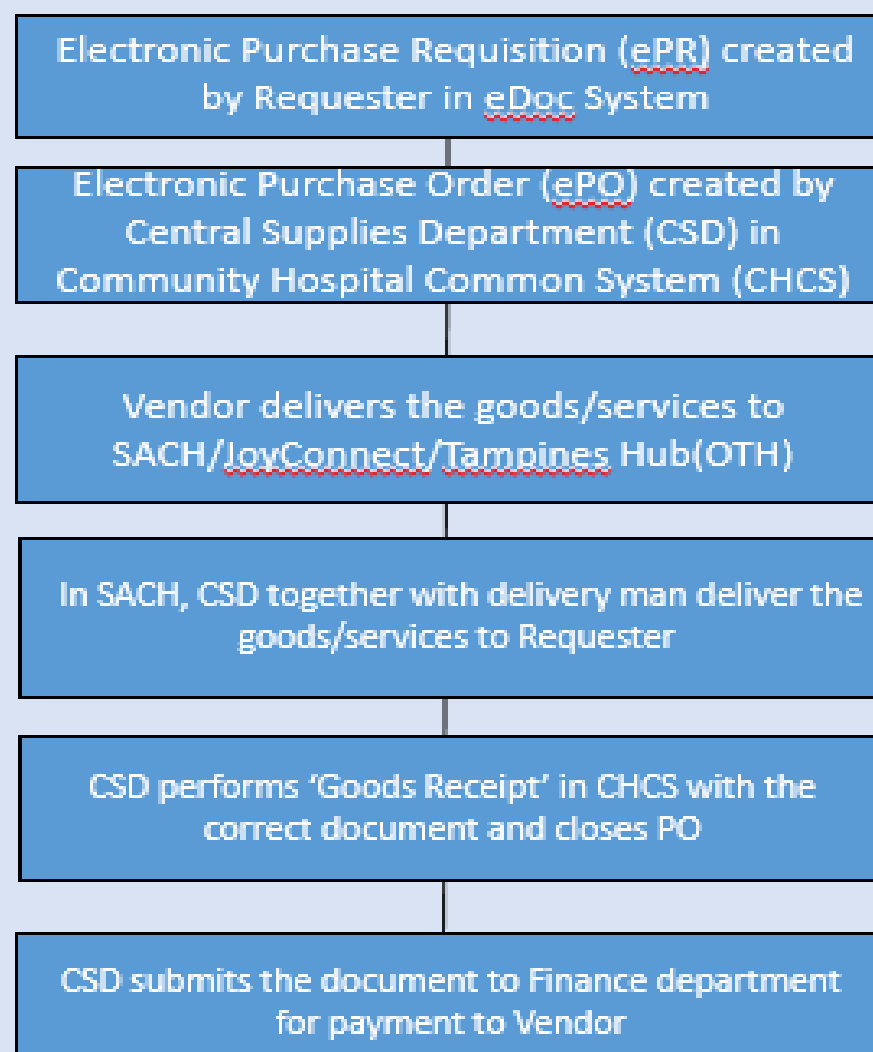 Electronic Purchase Requisition (ePR) created
by Requester in eDoc System
Electronic Purchase Order (ePO) created by
Central Supplies Department (CSD) in
Community Hospital Common System (CHCS)
Vendor delivers the goods/services to
SACH/JoyConnect/Tampines Hub(OTH)
In SACH, CSD together with delivery man deliver the
goods/services to Requester
CSD performs ‘Goods Receipt’ in CHCS with the
correct document and closes PO
CSD submits the document to Finance department
for payment to Vendor